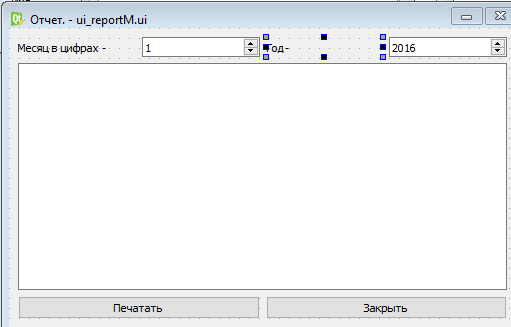 Отчет. - ui_reportM.ui
Месяц в цифрах - 1 Год - 2016
Печатать Закрыть